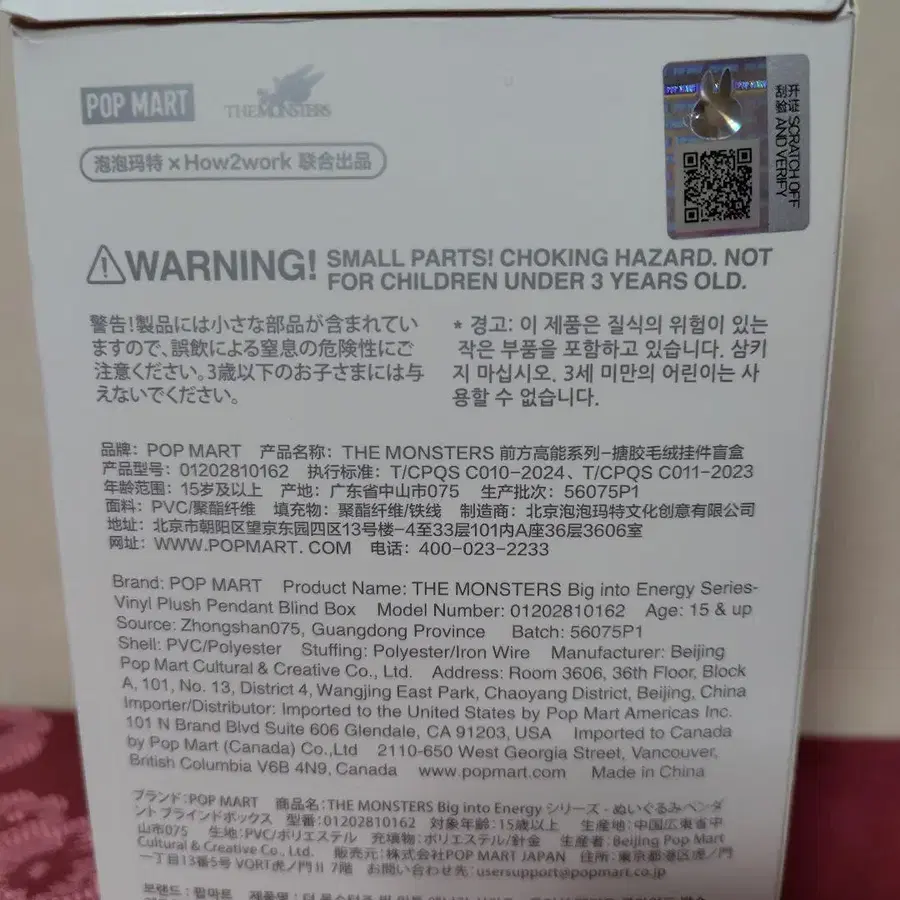 POP MART THE MONSTERS
泡泡玛特 × How2work 联合出品
POP MART POP MART
刮涂 SCRATCH OFF
AND VERIFY
WARNING! SMALL PARTS! CHOKING HAZARD. NOT
FOR CHILDREN UNDER 3 YEARS OLD.
警告!製品には小さな部品が含まれてい
ますので、誤飲による窒息の危険性にご
注意ください。3歳以下のお子さまには与
えないでください。
* 경고: 이 제품은 질식의 위험이 있는
작은 부품을 포함하고 있습니다. 삼키
지 마십시오. 3세 미만의 어린이는 사
용할 수 없습니다.
品牌: POP MART 产品名称: THE MONSTERS 前方高能系列-搪胶毛绒挂件盲盒
产品型号: 01202810162 执行标准: T/CPQS C010-2024、T/CPQS C011-2023
年龄范围: 15岁及以上 产地: 广东省中山市075 生产批次: 56075P1
面料: PVC/聚酯纤维 填充物: 聚酯纤维/铁线 制造商: 北京泡泡玛特文化创意有限公司
地址: 北京市朝阳区望京东园四区13号楼-4至33层101内A座36层3606室
网址: WWW.POPMART.COM 电话: 400-023-2233
Brand: POP MART Product Name: THE MONSTERS Big into Energy Series-
Vinyl Plush Pendant Blind Box Model Number: 01202810162 Age: 15 & up
Source: Zhongshan075, Guangdong Province Batch: 56075P1
Shell: PVC/Polyester Stuffing: Polyester/Iron Wire Manufacturer: Beijing
Pop Mart Cultural & Creative Co., Ltd. Address: Room 3606, 36th Floor, Block
A, 101, No. 13, District 4, Wangjing East Park, Chaoyang District, Beijing, China
Importer/Distributor: Imported to the United States by Pop Mart Americas Inc.
101 N Brand Blvd Suite 606 Glendale, CA 91203, USA Imported to Canada
by Pop Mart (Canada) Co.,Ltd 2110-650 West Georgia Street, Vancouver,
British Columbia V6B 4N9, Canada www.popmart.com Made in China
ブランド:POP MART 商品名:THE MONSTERS Big into Energy シリーズ - ぬいぐるみペンダ
ント ブラインドボックス 型番:01202810162 対象年齢:15歳以上 生産地:中国広東省中
山市075 生地:PVC/ポリエステル 充填物:ポリエステル/針金 生産者:Beijing Pop Mart
Cultural & Creative Co., Ltd. 販売元:株式会社POP MART JAPAN 住所:東京都港区虎ノ門
一丁目13番5号 VORT虎ノ門II 7階 お問い合わせ先:usersupport@popmart.co.jp